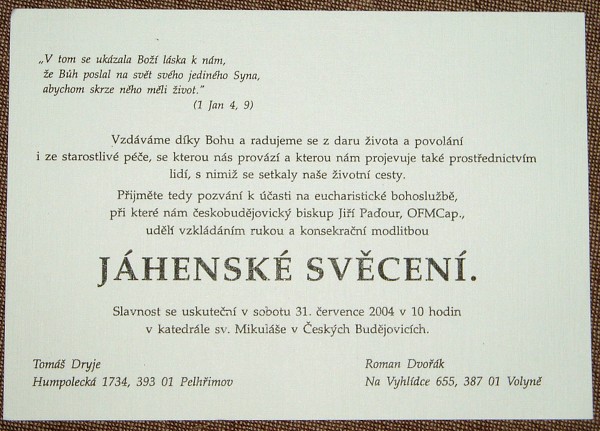 „V tom se ukázala Boží láska k nám,
že Bůh poslal na svět svého jediného Syna,
abychom skrze něho měli život."
(1 Jan 4, 9)
Vzdáváme díky Bohu a radujeme se z daru života a povolání
i ze starostlivé péče, se kterou nás provází a kterou nám projevuje také prostřednictvím
lidí, s nimiž se setkaly naše životní cesty.
Přijměte tedy pozvání k účasti na eucharistické bohoslužbě,
při které nám českobudějovický biskup Jiří Paďour, OFMCap.,
udělí vzkládáním rukou a konsekrační modlitbou
JÁHENSKÉ SVĚCENÍ.
Slavnost se uskuteční v sobotu 31. července 2004 v 10 hodin
v katedrále sv. Mikuláše v Českých Budějovicích.
Tomáš Dryje
Humpolecká 1734, 393 01 Pelhřimov
Roman Dvořák
Na Vyhlídce 655, 387 01 Volyně